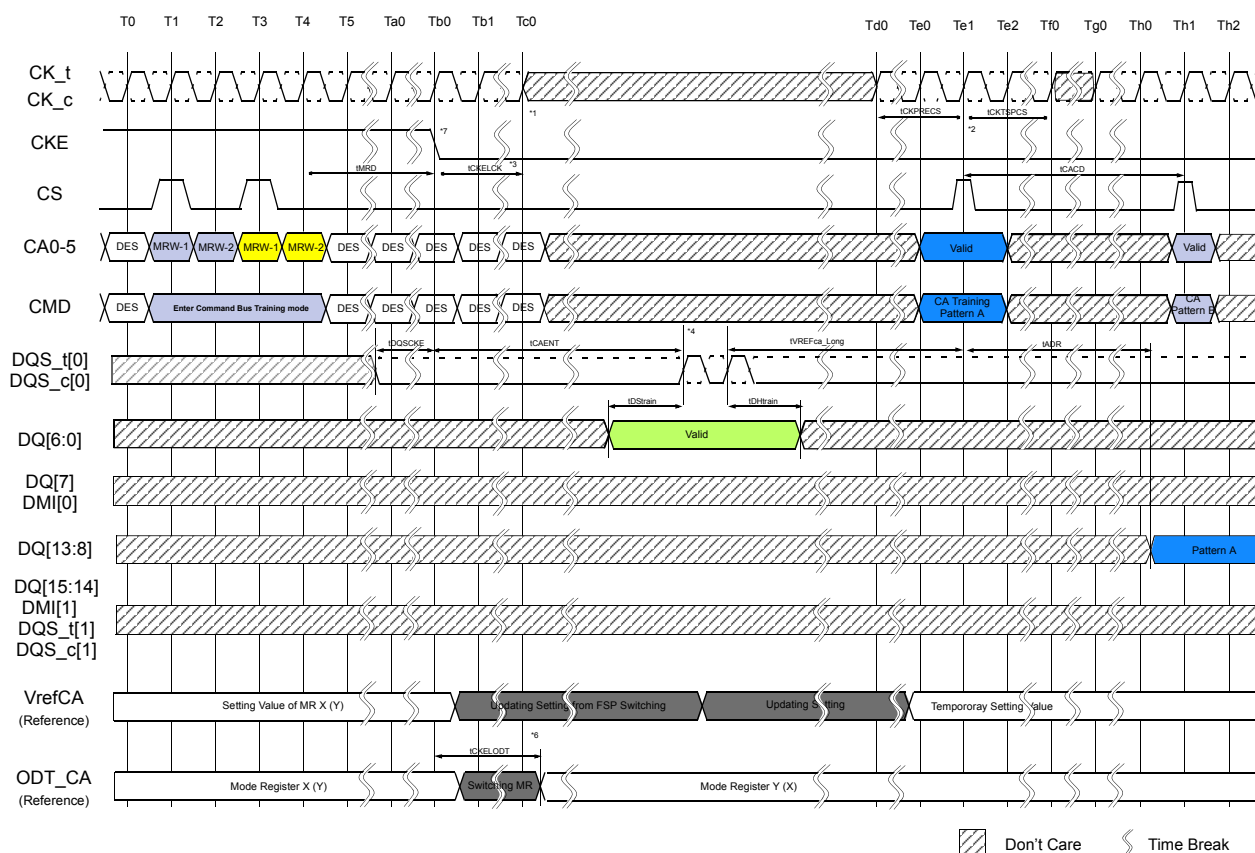 T0 T1 T2 T3 T4 T5 Ta0 Tb0 Tb1 Tc0 Td0 Te0 Te1 Te2 Tf0 Tg0 Th0 Th1 Th2
CK_t
CK_c
*1
tCKPRECS
tCKTSPCS
*2
CKE
*7
tMRD
tCKELCK
*3
tCACD
CS
CA0-5
DES MRW-1 MRW-2 MRW-1 MRW-2 DES DES DES DES DES Valid Valid
CMD
DES Enter Command Bus Training mode DES DES DES DES DES
CA Training
Pattern A
CA
Pattern B
DQS_t[0]
DQS_c[0]
tDQSCKE
tCAENT
*4
tVREFca_Long
tADR
tDStrain
tDHtrain
DQ[6:0]
Valid
DQ[7]
DMI[0]
DQ[13:8]
Pattern A
DQ[15:14]
DMI[1]
DQS_t[1]
DQS_c[1]
VrefCA
(Reference)
Setting Value of MR X (Y) Updating Setting from FSP Switching Updating Setting Tempororay Setting Value
*6
tCKELODT
ODT_CA
(Reference)
Mode Register X (Y) Switching MR Mode Register Y (X)
Don't Care Time Break